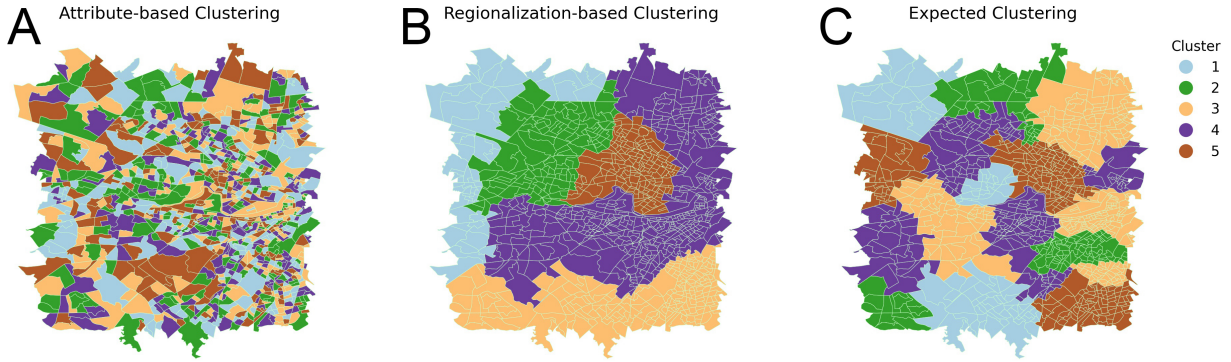 A
Attribute-based Clustering
B
Regionalization-based Clustering
C
Expected Clustering
Cluster
1
2
3
4
5